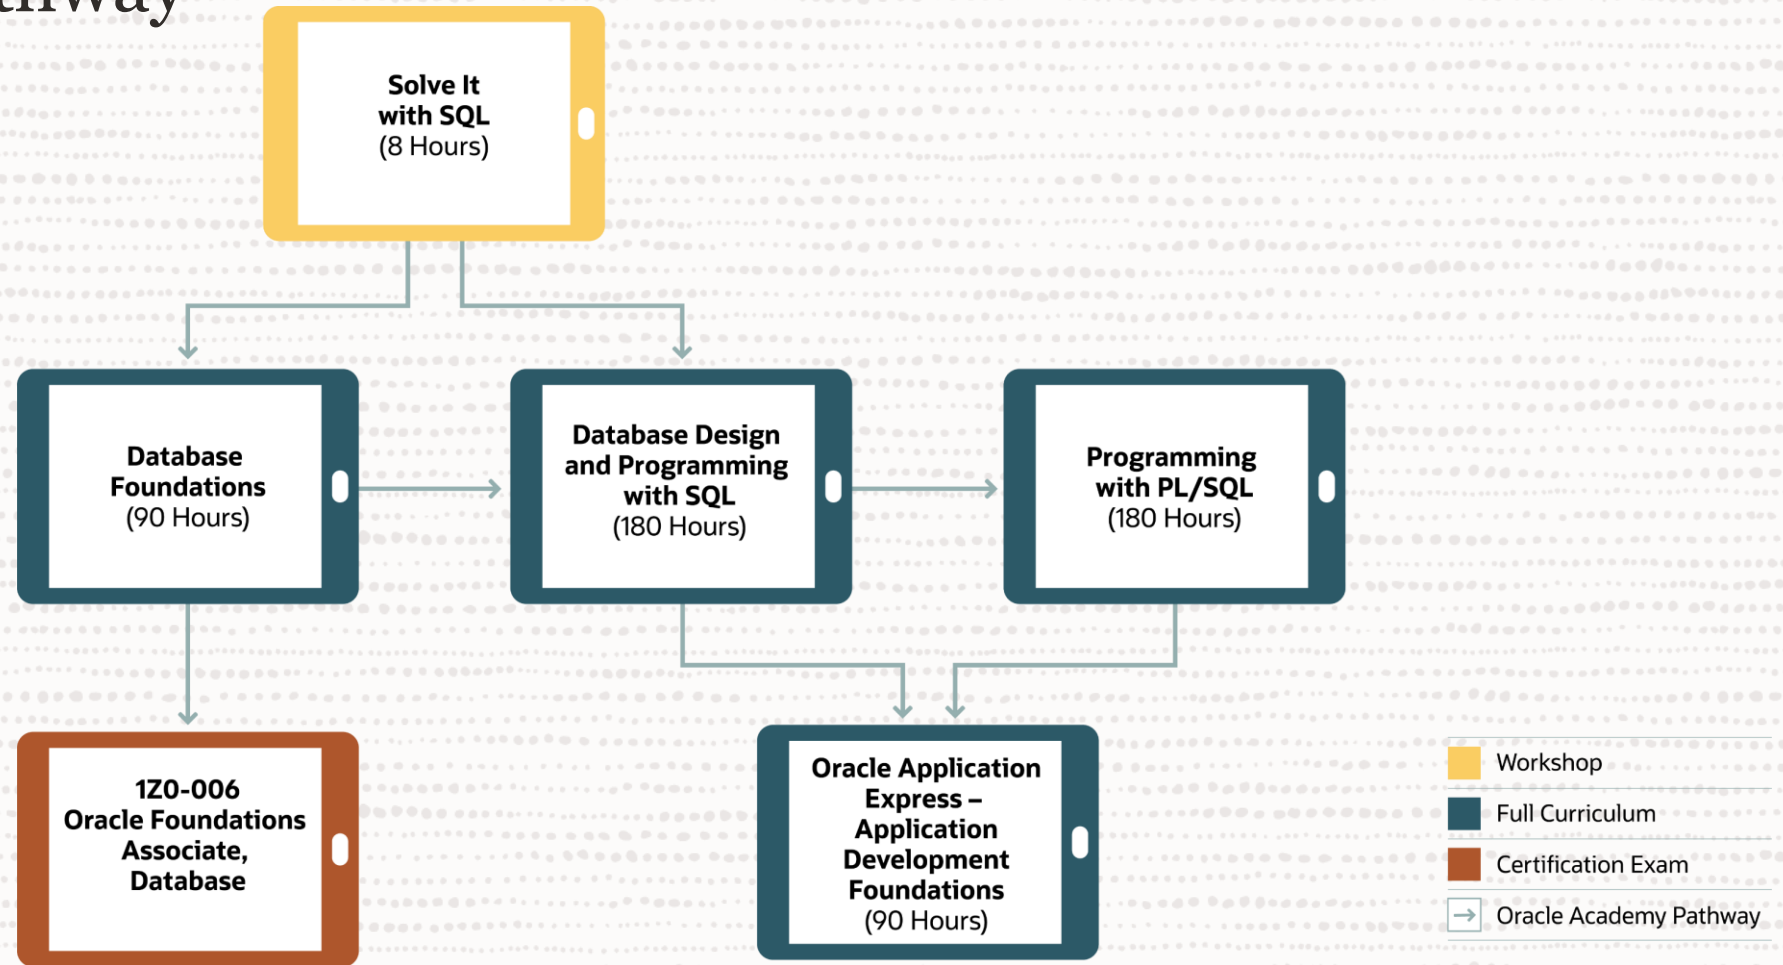 Solve It
with SQL
(8 Hours)
Database
Foundations
(90 Hours)
Database Design
and Programming
with SQL
(180 Hours)
Programming
with PL/SQL
(180 Hours)
1Z0-006
Oracle Foundations
Associate,
Database
Oracle Application
Express –
Application
Development
Foundations
(90 Hours)
Workshop
Full Curriculum
Certification Exam
Oracle Academy Pathway